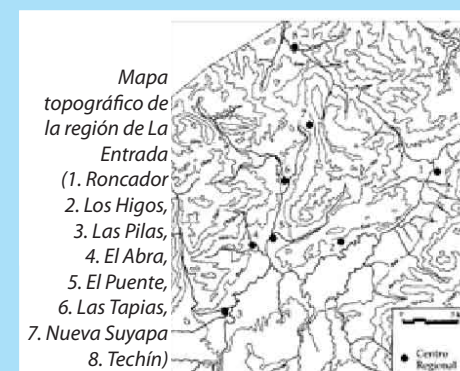 Mapa
topográfico de
la región de La
Entrada
(1. Roncador
2. Los Higos,
3. Las Pilas,
4. El Abra,
5. El Puente,
6. Las Tapias,
7. Nueva Suyapa
8. Techín)
Centro
Regional